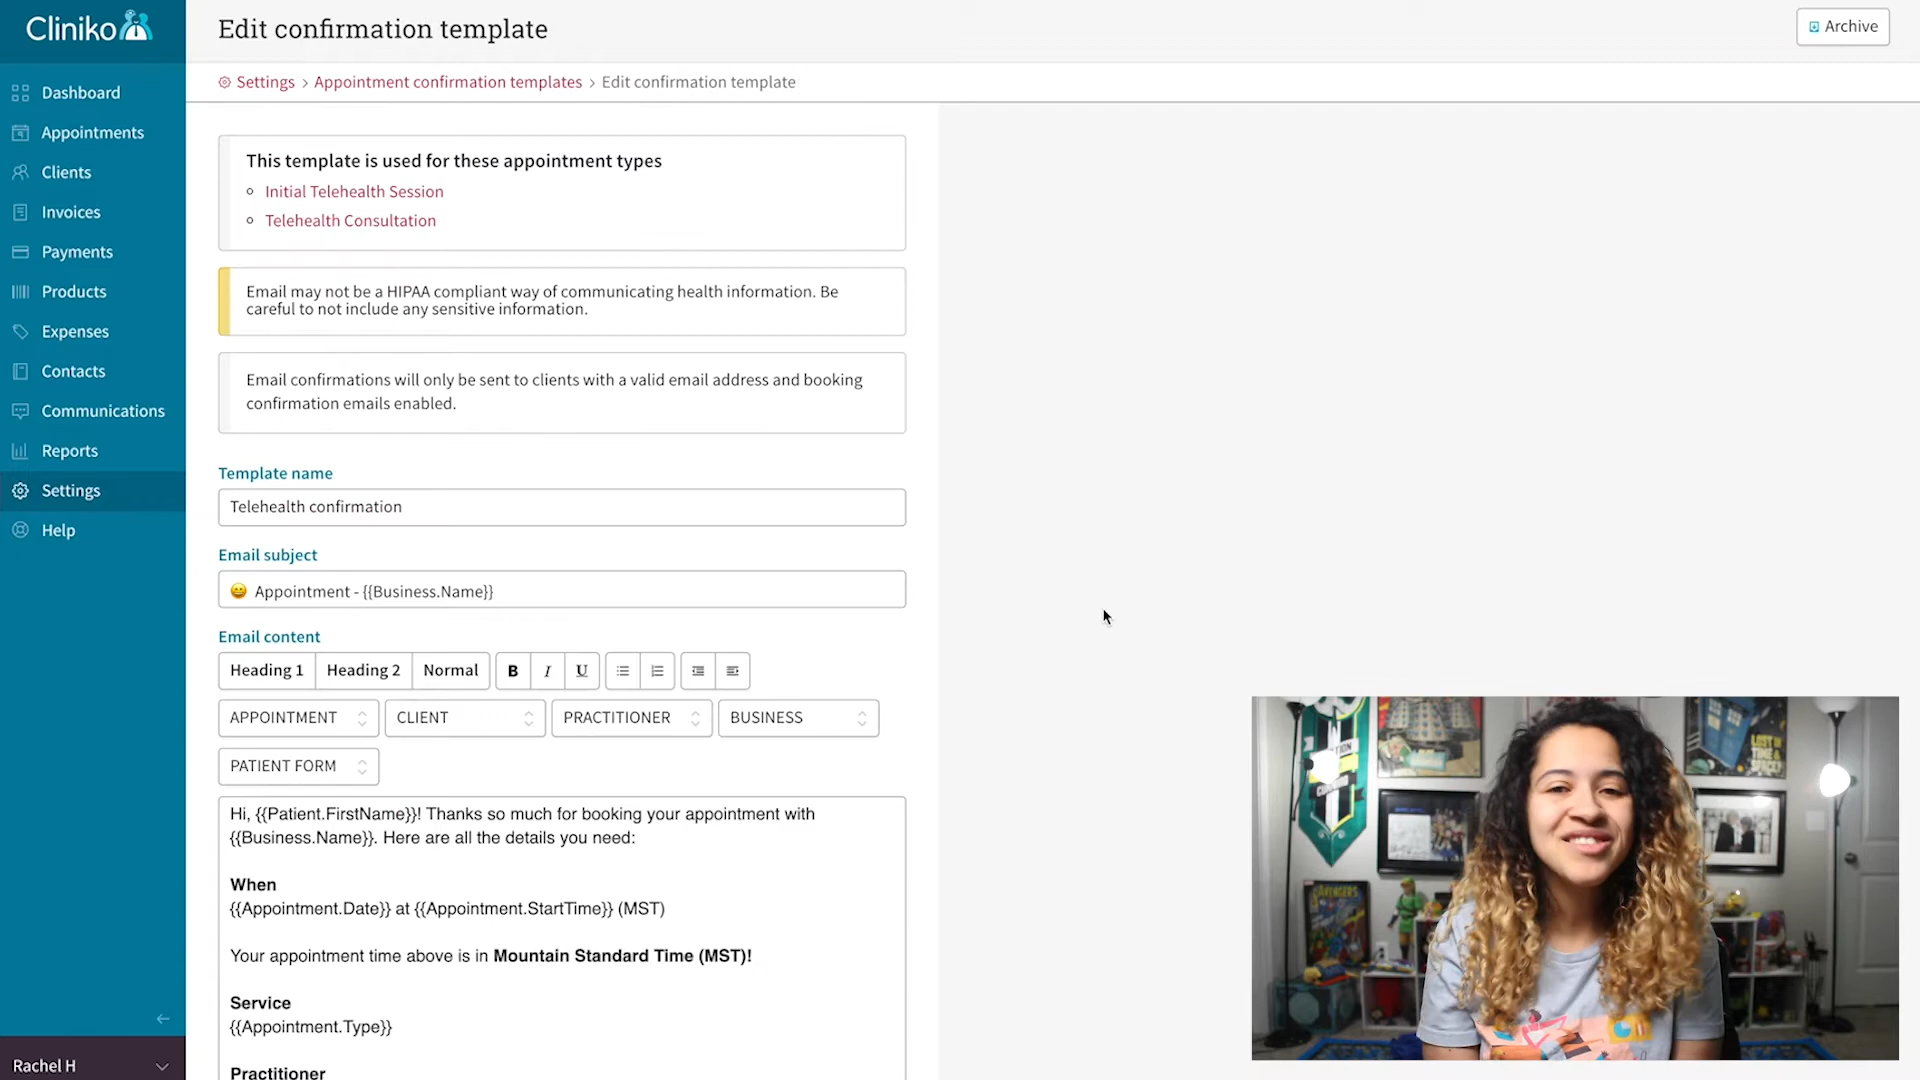 Cliniko
Edit confirmation template
Archive
Settings › Appointment confirmation templates › Edit confirmation template
Dashboard
Appointments
Clients
Invoices
Payments
Products
Expenses
Contacts
Communications
Reports
Settings
Help
Rachel H
This template is used for these appointment types
Initial Telehealth Session
Telehealth Consultation
Email may not be a HIPAA compliant way of communicating health information. Be
careful to not include any sensitive information.
Email confirmations will only be sent to clients with a valid email address and booking
confirmation emails enabled.
Template name
Telehealth confirmation
Email subject
😀 Appointment - {{Business.Name}}
Email content
Heading 1 Heading 2 Normal B I U
APPOINTMENT CLIENT PRACTITIONER BUSINESS
PATIENT FORM
Hi, {{Patient.FirstName}}! Thanks so much for booking your appointment with
{{Business.Name}}. Here are all the details you need:
When
{{Appointment.Date}} at {{Appointment.StartTime}} (MST)
Your appointment time above is in Mountain Standard Time (MST)!
Service
{{Appointment.Type}}
Practitioner
LOST IN
TIME &
SPACE!
AVENGERS